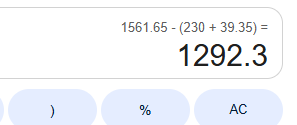 1561.65 - (230 + 39.35) =
1292.3
) % AC